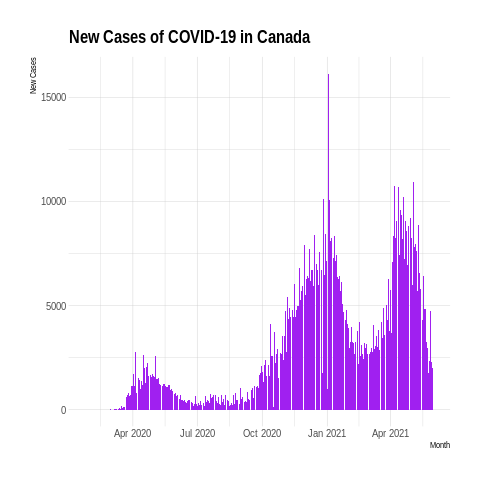 New Cases of COVID-19 in Canada
New Cases
15000
10000
5000
0
Apr 2020 Jul 2020 Oct 2020 Jan 2021 Apr 2021
Month